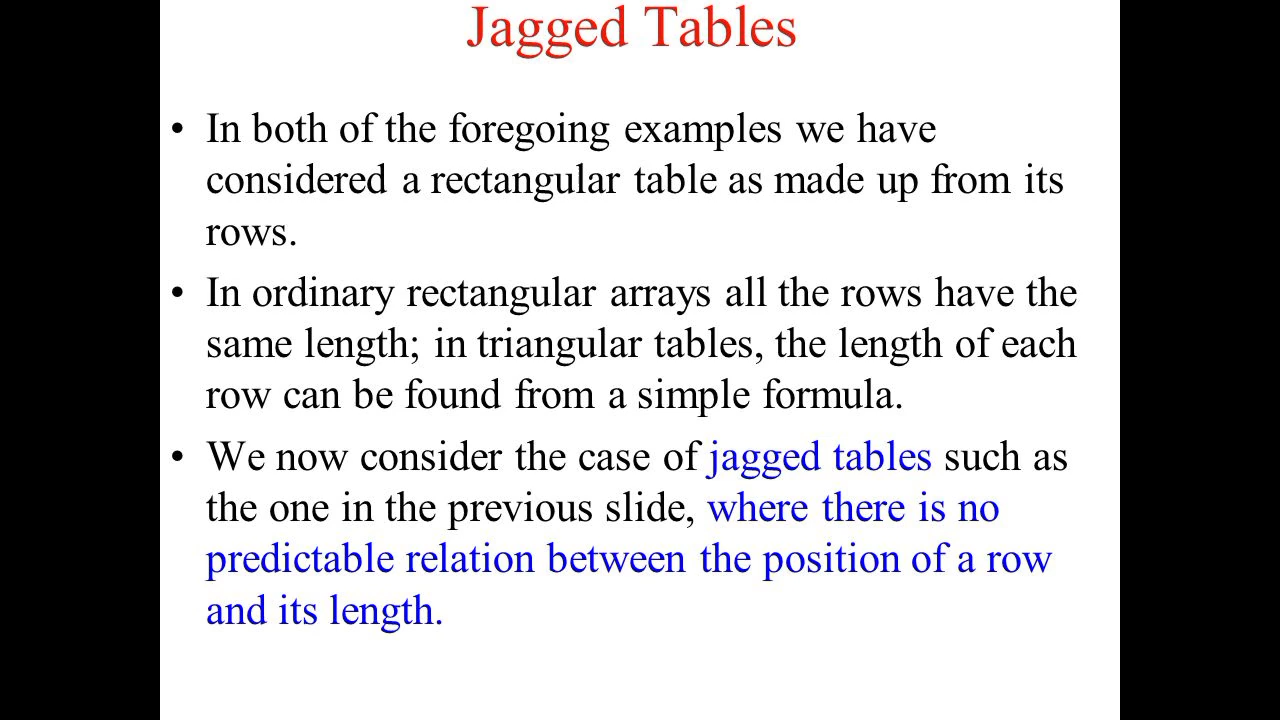 Jagged Tables
• In both of the foregoing examples we have
considered a rectangular table as made up from its
rows.
• In ordinary rectangular arrays all the rows have the
same length; in triangular tables, the length of each
row can be found from a simple formula.
• We now consider the case of jagged tables such as
the one in the previous slide, where there is no
predictable relation between the position of a row
and its length.